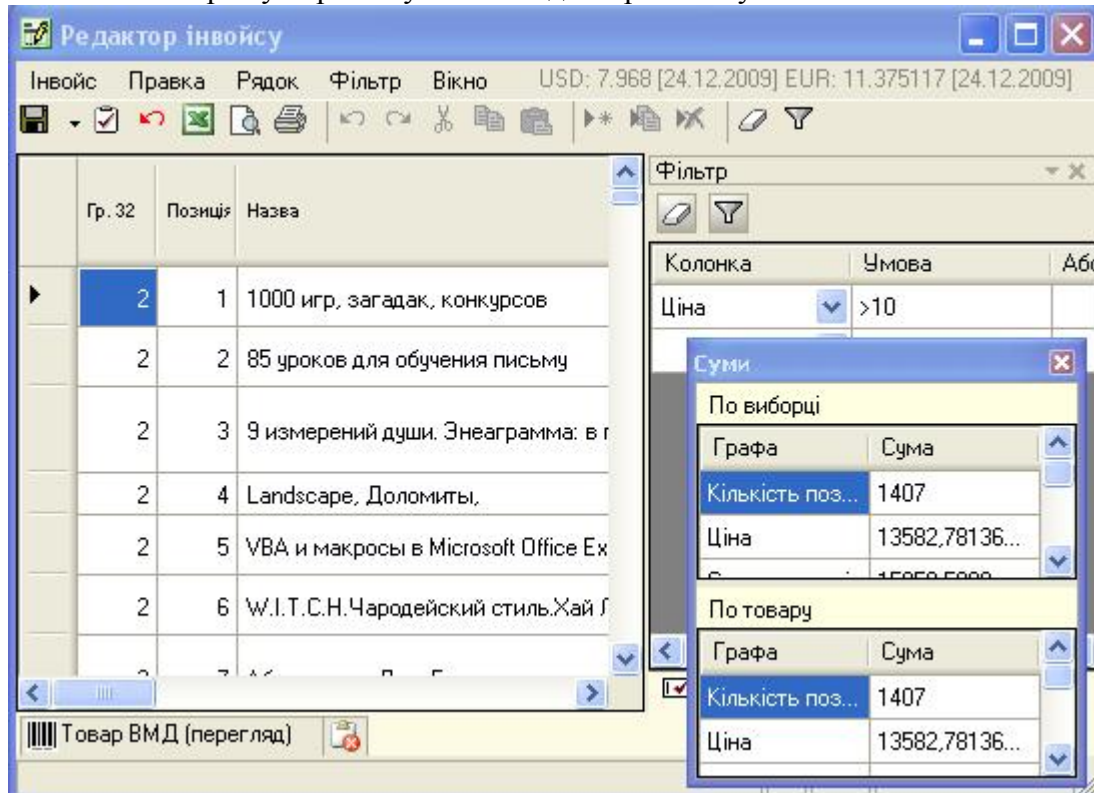 Редактор інвойсу
Інвойс Правка Рядок Фільтр Вікно USD: 7.968 [24.12.2009] EUR: 11.375117 [24.12.2009]
Гр. 32 Позиція Назва
2 1 1000 игр, загадак, конкурсов
2 2 85 уроков для обучения письму
2 3 9 измерений души. Энеаграмма: в
2 4 Landscape, Доломиты,
2 5 VBA и макросы в Microsoft Office Ex
2 6 W.I.T.C.H.Чародейский стиль.Хай
Фільтр
Колонка Умова Або
Ціна >10
Суми
По виборці
Графа Сума
Кількість поз... 1407
Ціна 13582,78136...
По товару
Графа Сума
Кількість поз... 1407
Ціна 13582,78136...
Товар ВМД (перегляд)